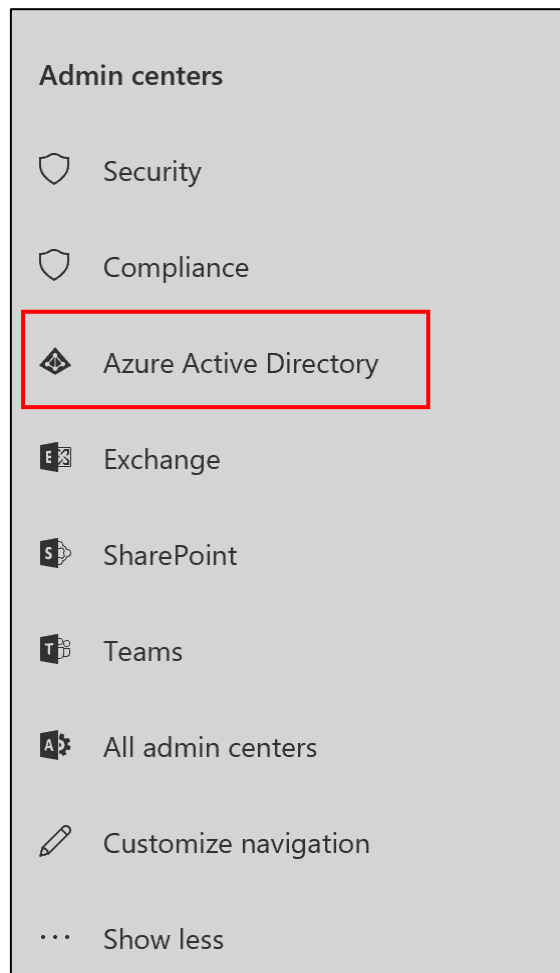 Admin centers
Security
Compliance
Azure Active Directory
Exchange
SharePoint
Teams
All admin centers
Customize navigation
Show less